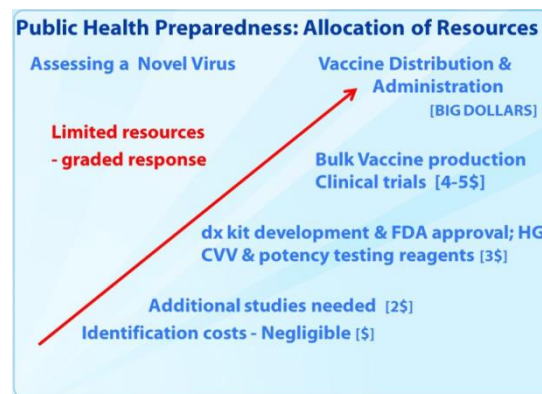 Public Health Preparedness: Allocation of Resources
Assessing a Novel Virus
Vaccine Distribution &
Administration
[BIG DOLLARS]
Limited resources
- graded response
Bulk Vaccine production
Clinical trials [4-5$]
dx kit development & FDA approval; HG
CVV & potency testing reagents [3$]
Additional studies needed [2$]
Identification costs - Negligible [$]